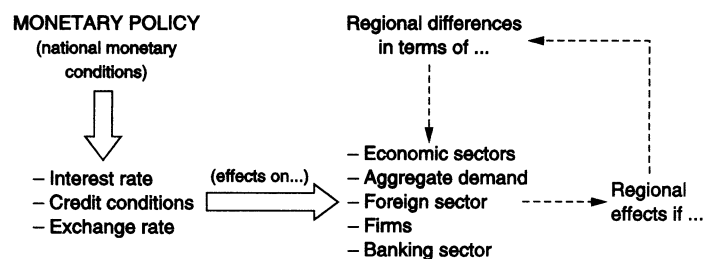 MONETARY POLICY
(national monetary
conditions)
– Interest rate
– Credit conditions
– Exchange rate
(effects on...)
Regional differences
in terms of ...
– Economic sectors
– Aggregate demand
– Foreign sector
– Firms
– Banking sector
Regional
effects if ...